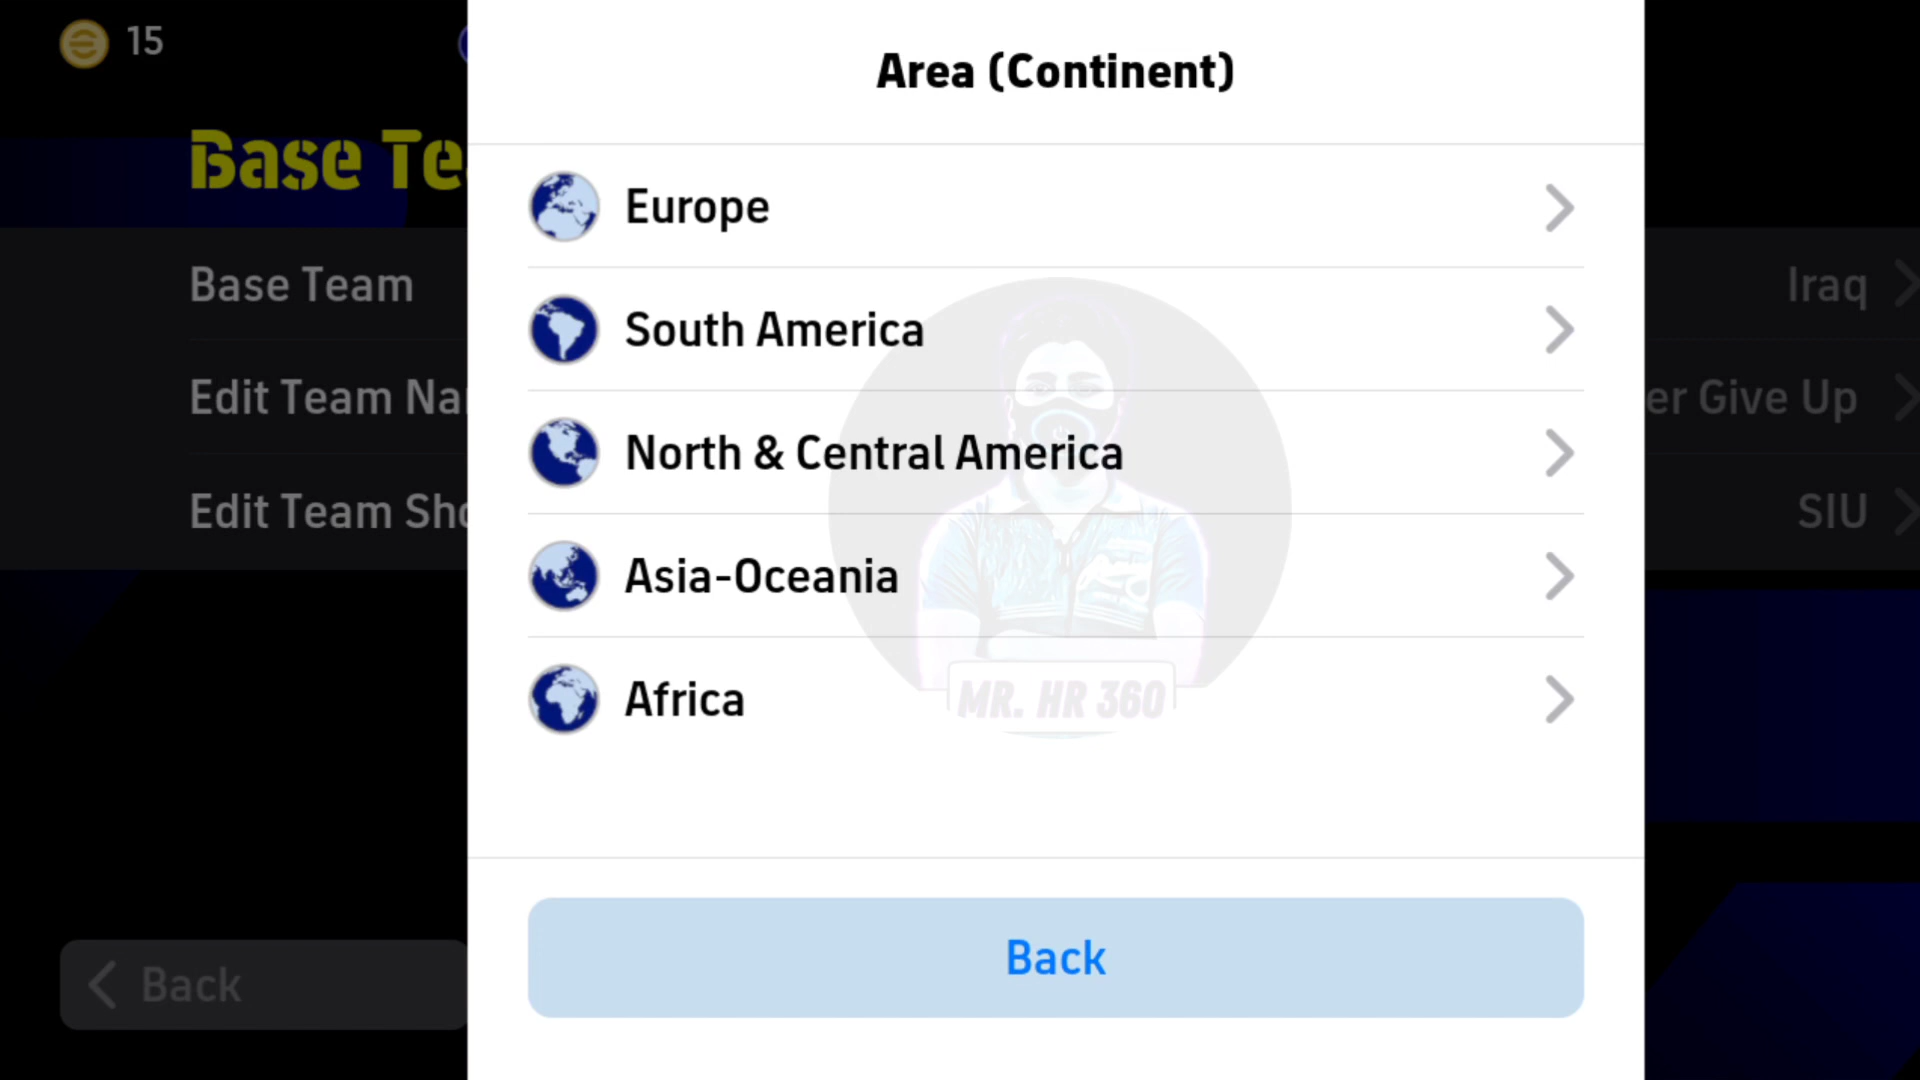 15
Area (Continent)
Base Te
Europe
Base Team
Iraq
South America
Edit Team Na
er Give Up
North & Central America
Edit Team Sho
SIU
Asia-Oceania
Africa
MR. HR 360
Back
Back